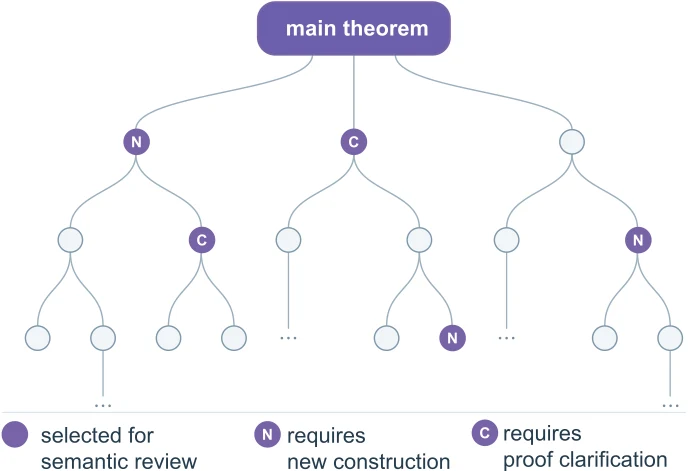 main theorem
N
C
C
N
...
N
...
...
...
selected for
semantic review
N
requires
new construction
C
requires
proof clarification